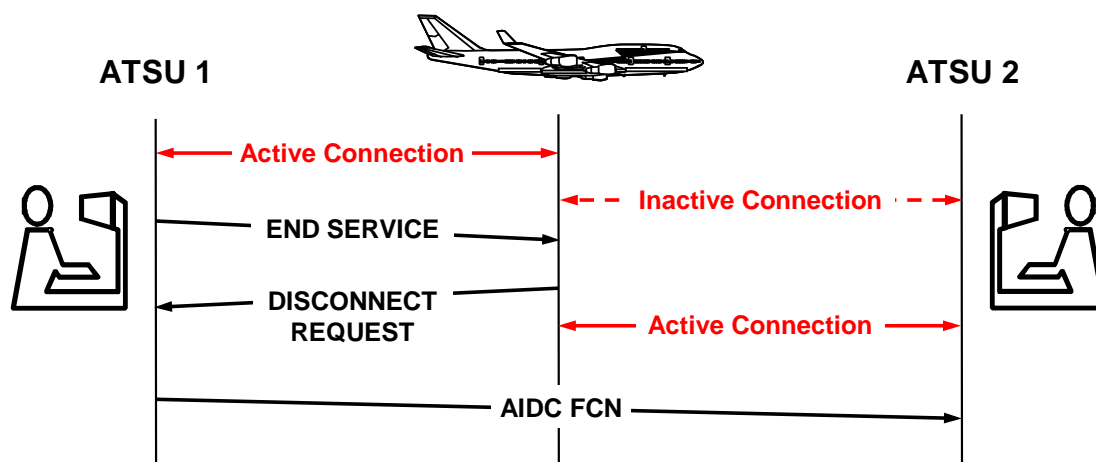 ATSU 1
ATSU 2
Active Connection
Inactive Connection
END SERVICE
DISCONNECT
REQUEST
Active Connection
AIDC FCN